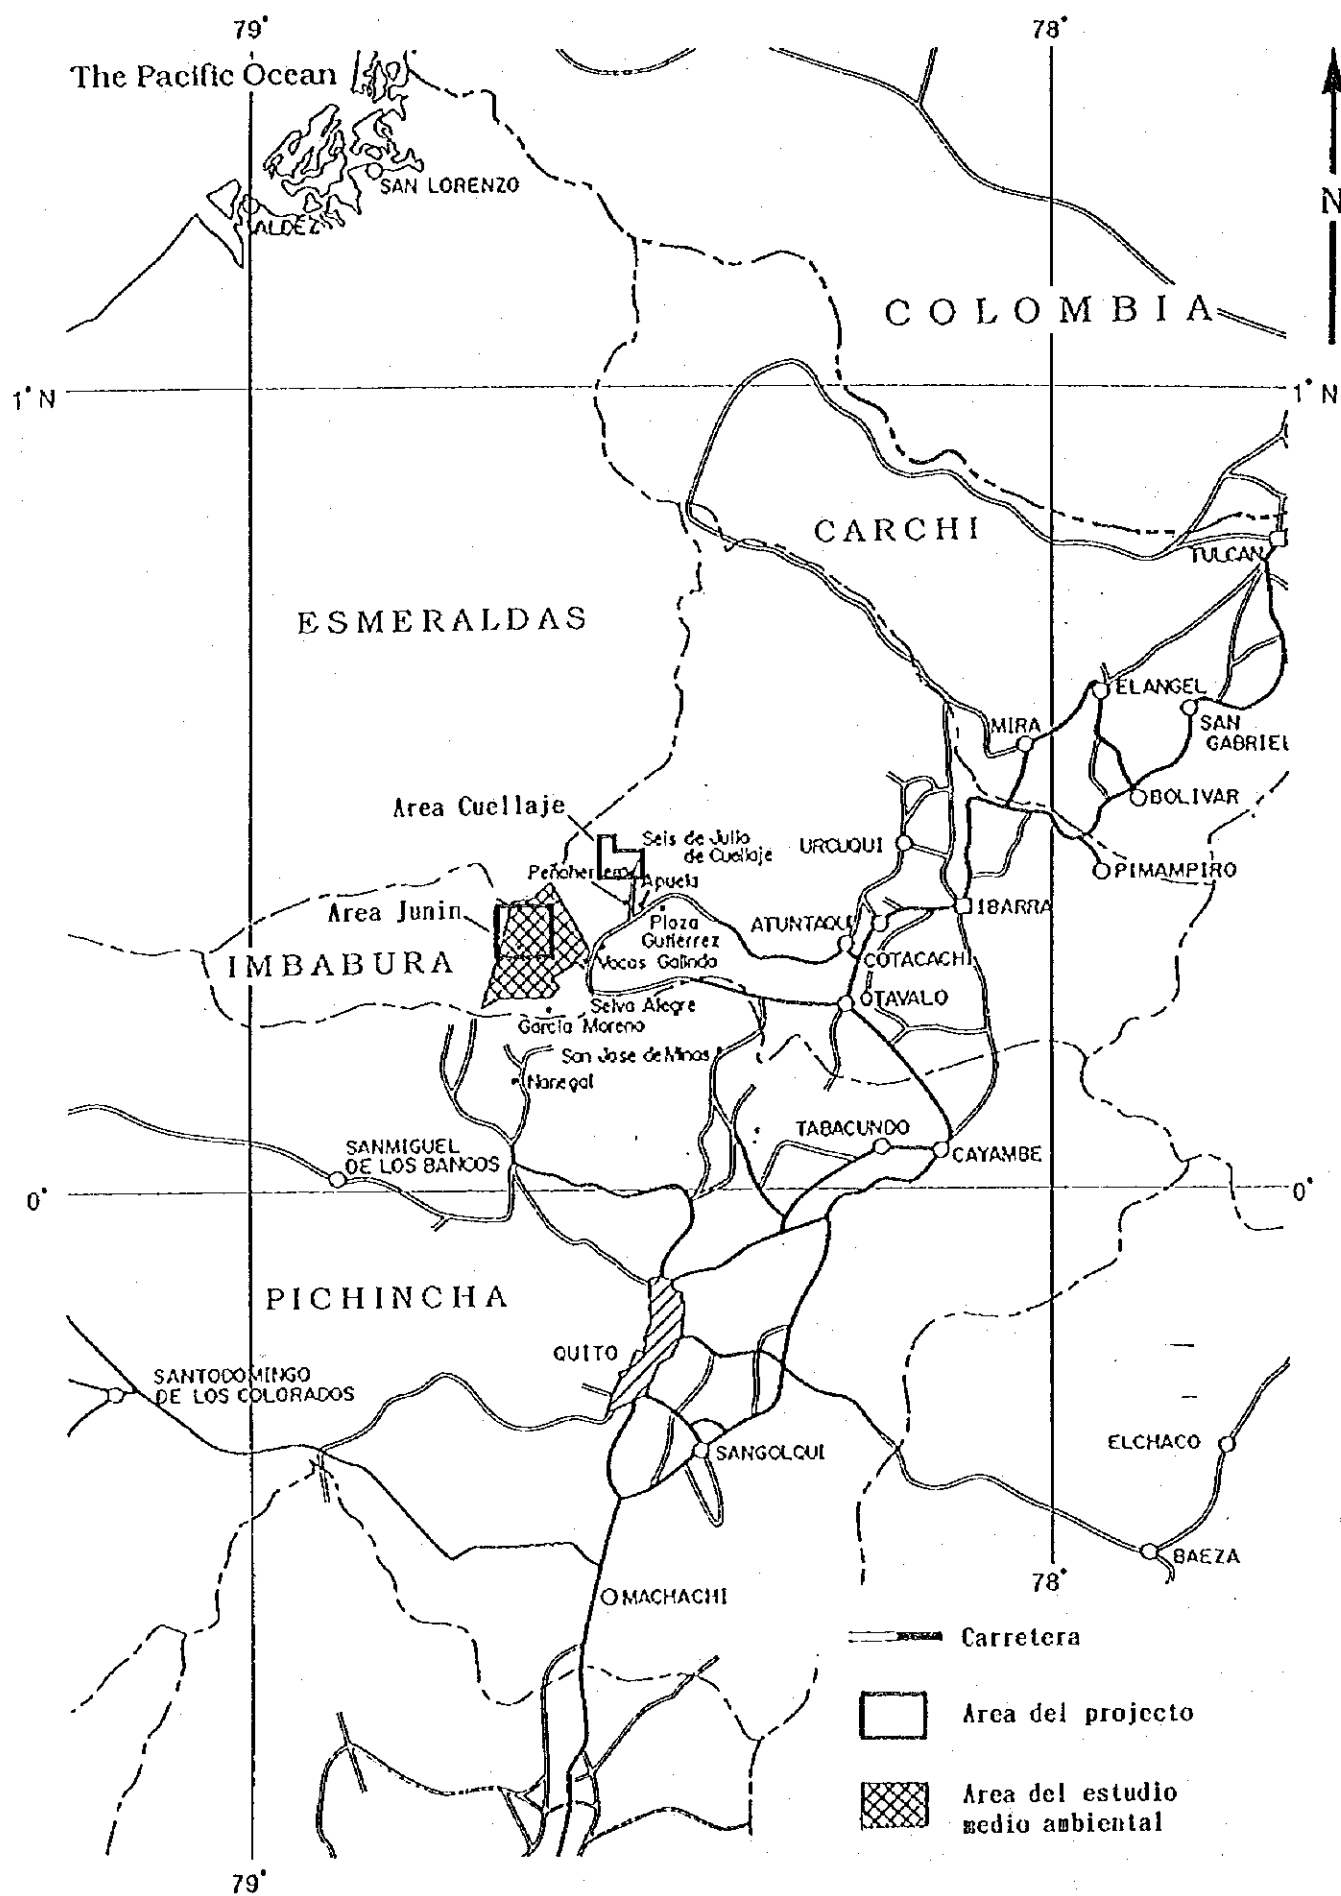 79°
78°
The Pacific Ocean
N
SAN LORENZO
COLOMBIA
1° N
1° N
CARCHI
TULCAN
ESMERALDAS
ELANGEL
MIRA
SAN
GABRIEL
Area Cuellaje
BOLIVAR
Seis de Julio
de Cuellaje
URCUQUI
PIMAMPIRO
Apuela
Area Junin
IBARRA
Plaza
Gutierrez
ATUNTAQUI
COTACACHI
IMBABURA
Vacas Galindo
OTAVALO
Selva Alegre
Garcia Moreno
San Jose de Minas
Nanegal
TABACUNDO
SANMIGUEL
DE LOS BANCOS
CAYAMBE
0°
0°
PICHINCHA
QUITO
SANTODOMINGO
DE LOS COLORADOS
ELCHACO
SANGOLQUI
BAEZA
78°
MACHACHI
Carretera
Area del projecto
Area del estudio
medio ambiental
79°